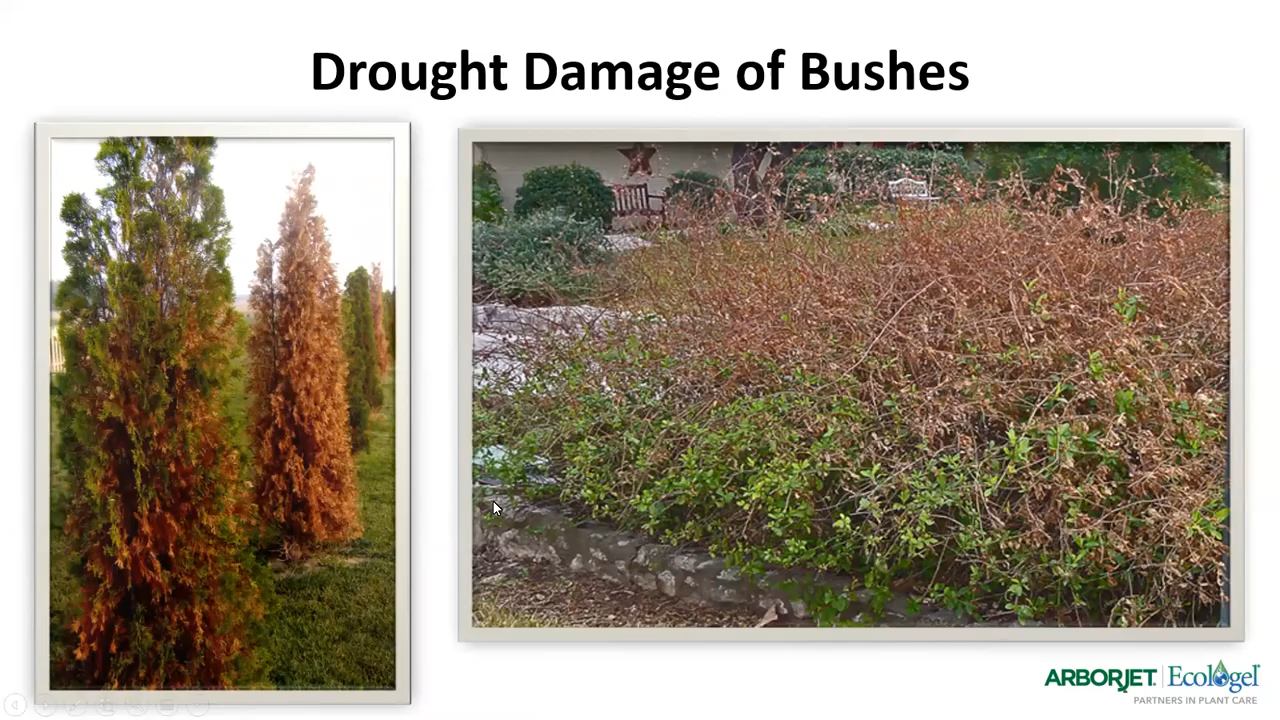 Drought Damage of Bushes
ARBORJET Ecologel
PARTNERS IN PLANT CARE